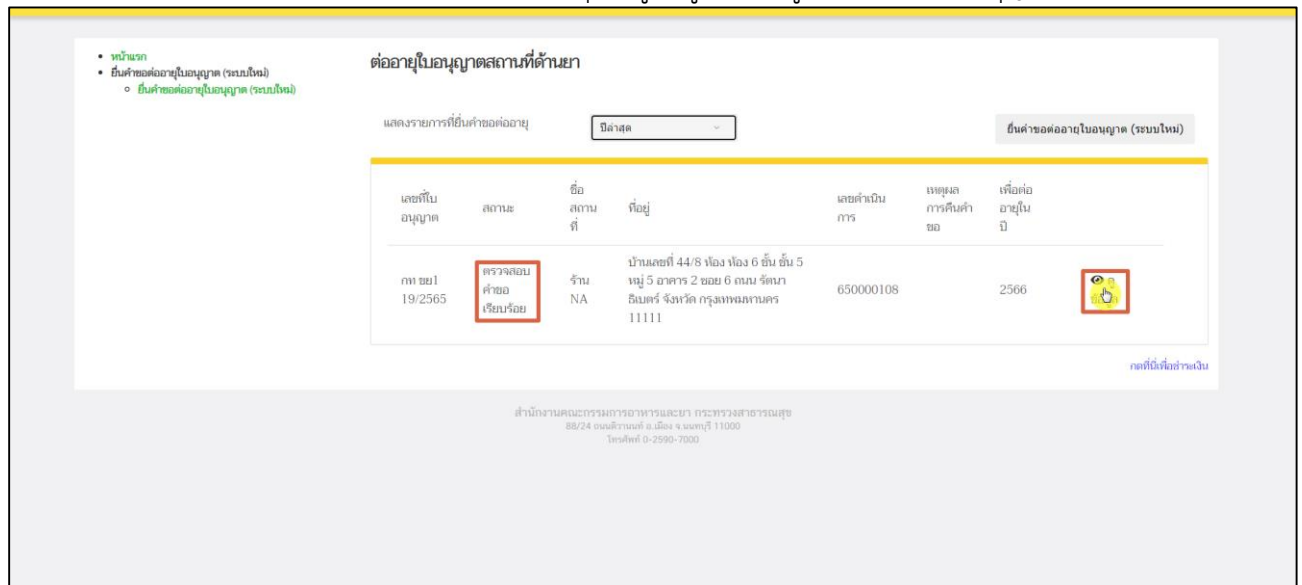 หน้าแรก
ยื่นคำขอต่ออายุใบอนุญาต (ระบบใหม่)
ยื่นคำขอต่ออายุใบอนุญาต (ระบบใหม่)
ต่ออายุใบอนุญาตสถานที่ด้านยา
แสดงรายการที่ยื่นคำขอต่ออายุ
ปีล่าสุด
ยื่นคำขอต่ออายุใบอนุญาต (ระบบใหม่)
เลขที่ใบ
อนุญาต
สถานะ
ชื่อ
สถาน
ที่
ที่อยู่
เลขดำเนิน
การ
เหตุผล
การคืนคำ
ขอ
เพื่อต่อ
อายุใน
ปี
กท ขย1
19/2565
ตรวจสอบ
คำขอ
เรียบร้อย
ร้าน
NA
บ้านเลขที่ 44/8 ห้อง ห้อง 6 ชั้น ชั้น 5
หมู่ 5 อาคาร 2 ซอย 6 ถนน รัตนา
ธิเบศร์ จังหวัด กรุงเทพมหานคร
11111
650000108
2566
ดู
กดที่นี่เพื่อชำระเงิน
สำนักงานคณะกรรมการอาหารและยา กระทรวงสาธารณสุข
88/24 ถนนติวานนท์ อ.เมือง จ.นนทบุรี 11000
โทรศัพท์ 0-2590-7000